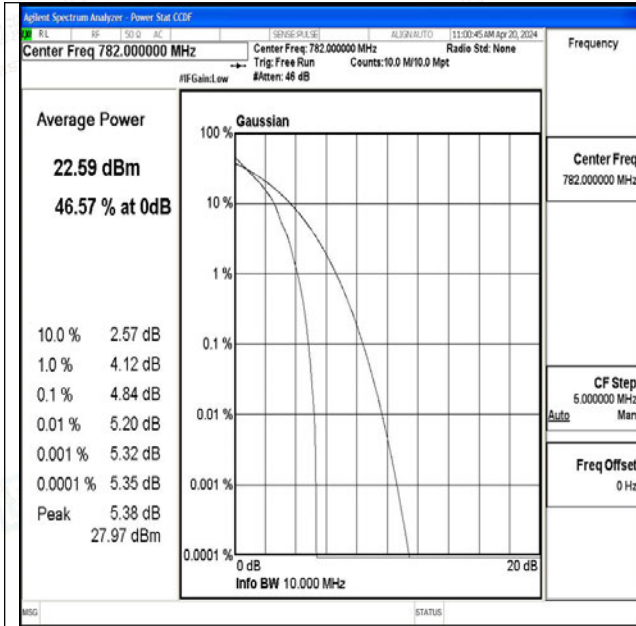 Agilent Spectrum Analyzer - Power Stat CCDF
RL RF 50 Ω AC SENSE:PULSE ALIGNAUTO 11:00:45 AM Apr 20, 2024
Center Freq 782.000000 MHz
Center Freq: 782.000000 MHz Radio Std: None
Trig: Free Run Counts:10.0 M/10.0 Mpt
#IFGain:Low #Atten: 46 dB
Frequency
Average Power
22.59 dBm
46.57 % at 0dB
10.0 % 2.57 dB
1.0 % 4.12 dB
0.1 % 4.84 dB
0.01 % 5.20 dB
0.001 % 5.32 dB
0.0001 % 5.35 dB
Peak 5.38 dB
27.97 dBm
Gaussian
100 %
10 %
1 %
0.1 %
0.01 %
0.001 %
0.0001 %
0 dB 20 dB
Info BW 10.000 MHz
Center Freq
782.000000 MHz
CF Step
5.000000 MHz
Auto Man
Freq Offset
0 Hz
MSG STATUS